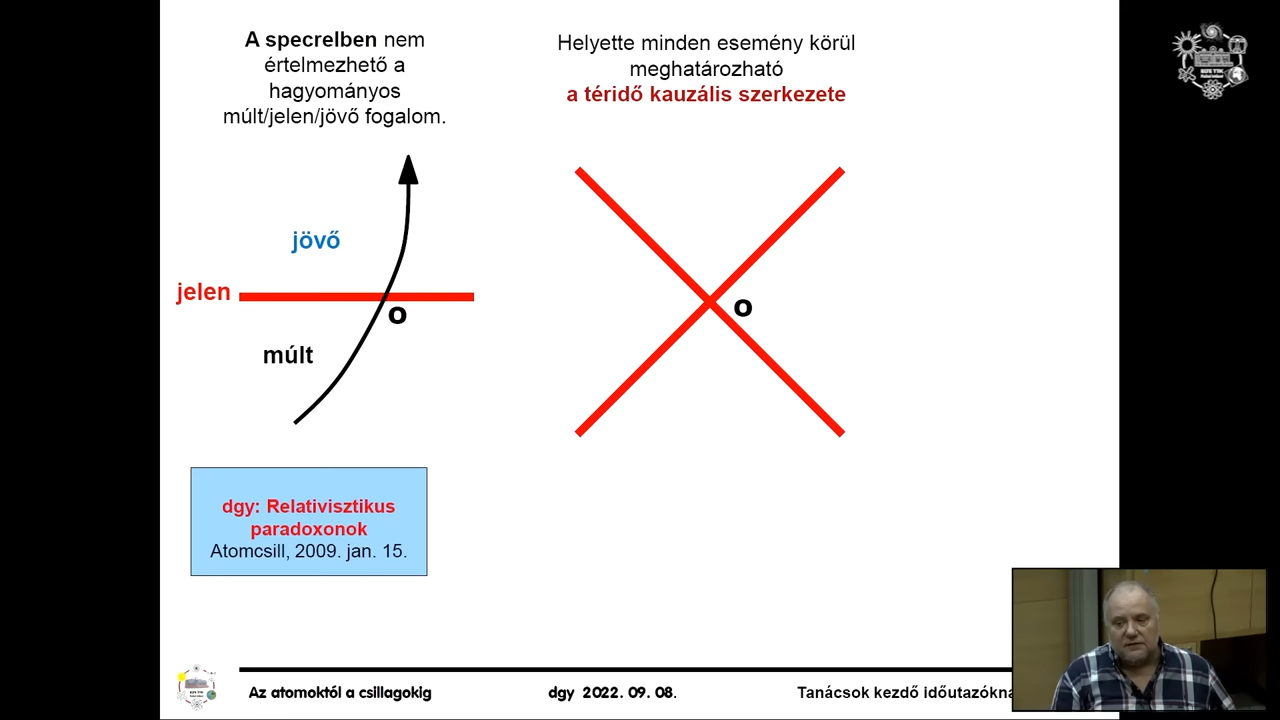 A specrelben nem
értelmezhető a
hagyományos
múlt/jelen/jövő fogalom.
Helyette minden esemény körül
meghatározható
a téridő kauzális szerkezete
jövő
jelen
o
múlt
o
dgy: Relativisztikus
paradoxonok
Atomcsill, 2009. jan. 15.
Az atomoktól a csillagokig
dgy 2022. 09. 08.
Tanácsok kezdő